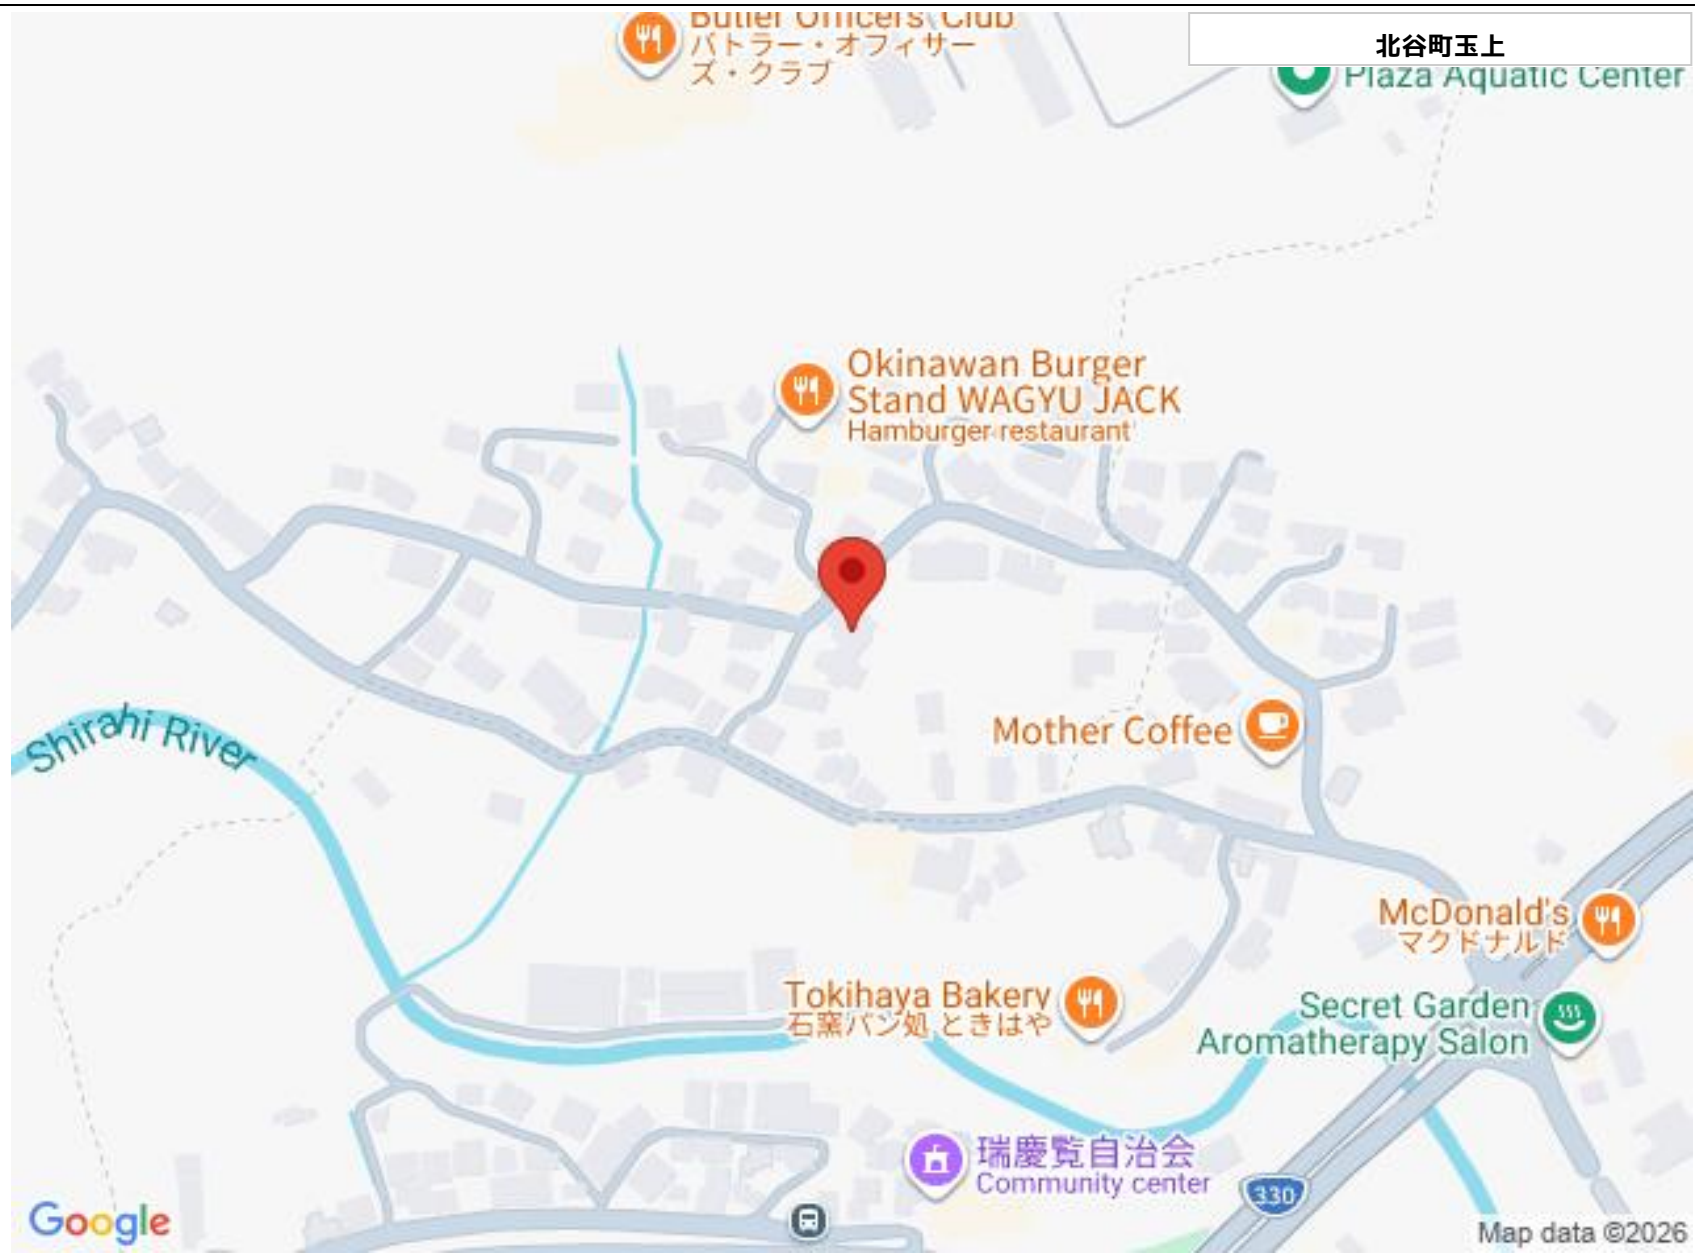 Butler Officers' Club
バトラー・オフィサー
ズ・クラブ
北谷町玉上
Plaza Aquatic Center
Okinawan Burger
Stand WAGYU JACK
Hamburger restaurant
Shirahi River
Mother Coffee
McDonald's
マクドナルド
Tokihaya Bakery
石窯パン処 ときはや
Secret Garden
Aromatherapy Salon
瑞慶覧自治会
Community center
330
Google
Map data ©2026